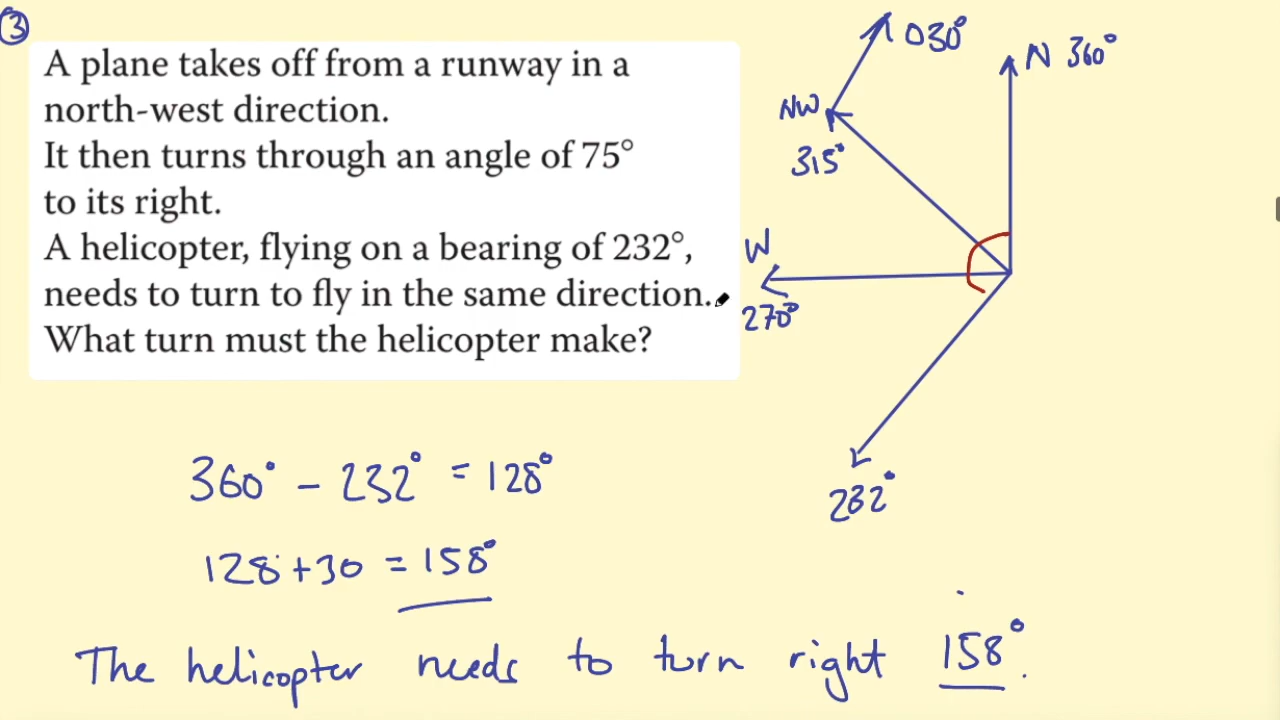 3
A plane takes off from a runway in a
north-west direction.
It then turns through an angle of 75°
to its right.
A helicopter, flying on a bearing of 232°,
needs to turn to fly in the same direction.
What turn must the helicopter make?
030°
N 360°
NW
315°
W
270°
232°
360° - 232° = 128°
128 + 30 = 158°
The helicopter needs to turn right 158°.